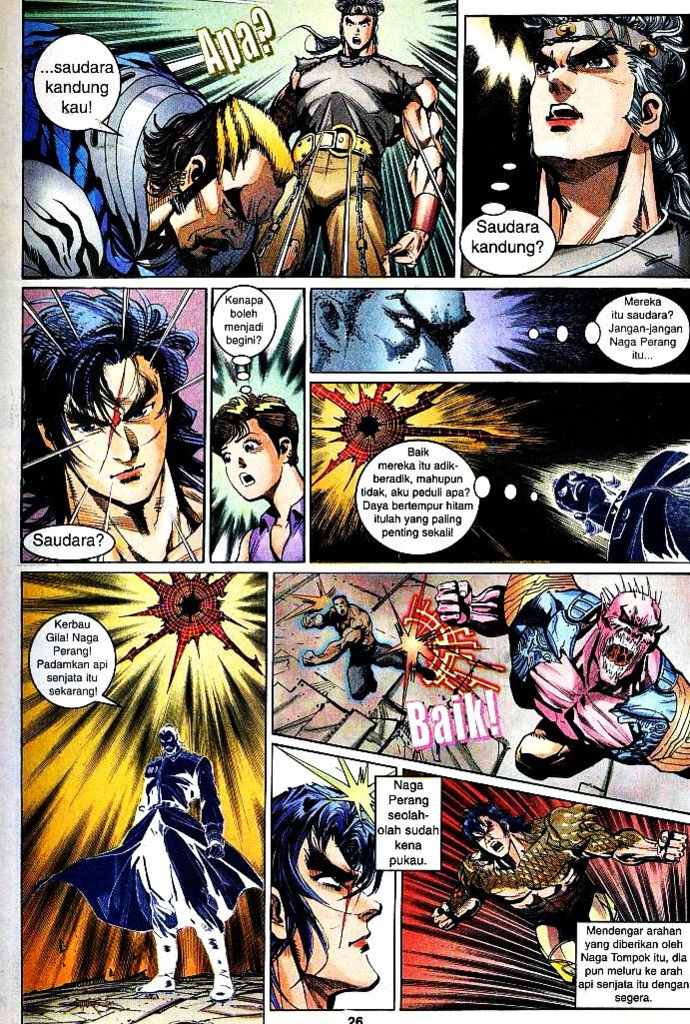 ...saudara
kandung
kau!
Apa?
Saudara
kandung?
Saudara?
Kenapa
boleh
menjadi
begini?
Mereka
itu saudara?
Jangan-jangan
Naga Perang
itu...
Baik
mereka itu adik-
beradik, mahupun
tidak, aku peduli apa?
Daya bertempur hitam
itulah yang paling
penting sekali!
Kerbau
Gila! Naga
Perang!
Padamkan api
senjata itu
sekarang!
Baik!
Naga
Perang
seolah-
olah sudah
kena
pukau.
Mendengar arahan
yang diberikan oleh
Naga Tompok itu, dia
pun meluru ke arah
api senjata itu dengan
segera.
26